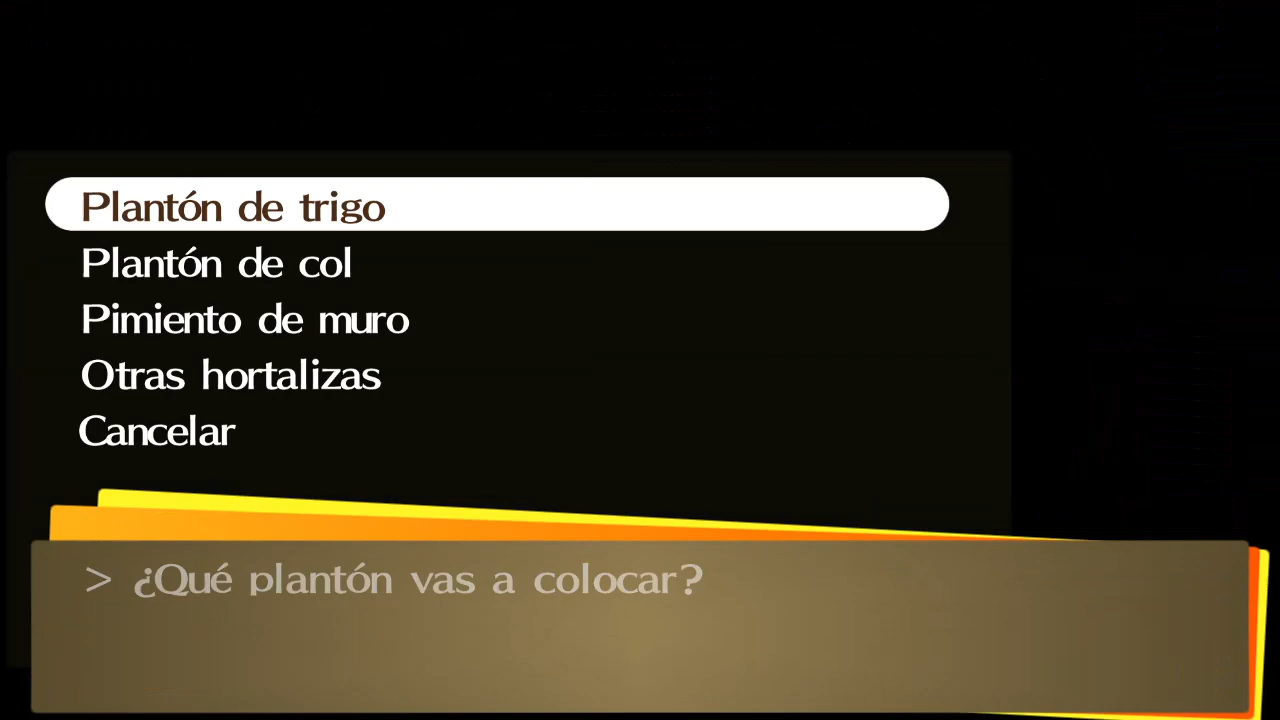 Plantón de trigo
Plantón de col
Pimiento de muro
Otras hortalizas
Cancelar
> ¿Qué plantón vas a colocar?